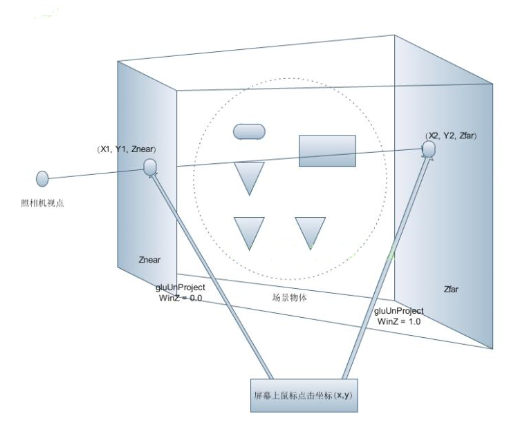 (X1, Y1, Znear)
(X2, Y2, Zfar)
照相机视点
Znear
gluUnProject
WinZ = 0.0
场景物体
Zfar
gluUnProject
WinZ = 1.0
屏幕上鼠标点击坐标(x,y)